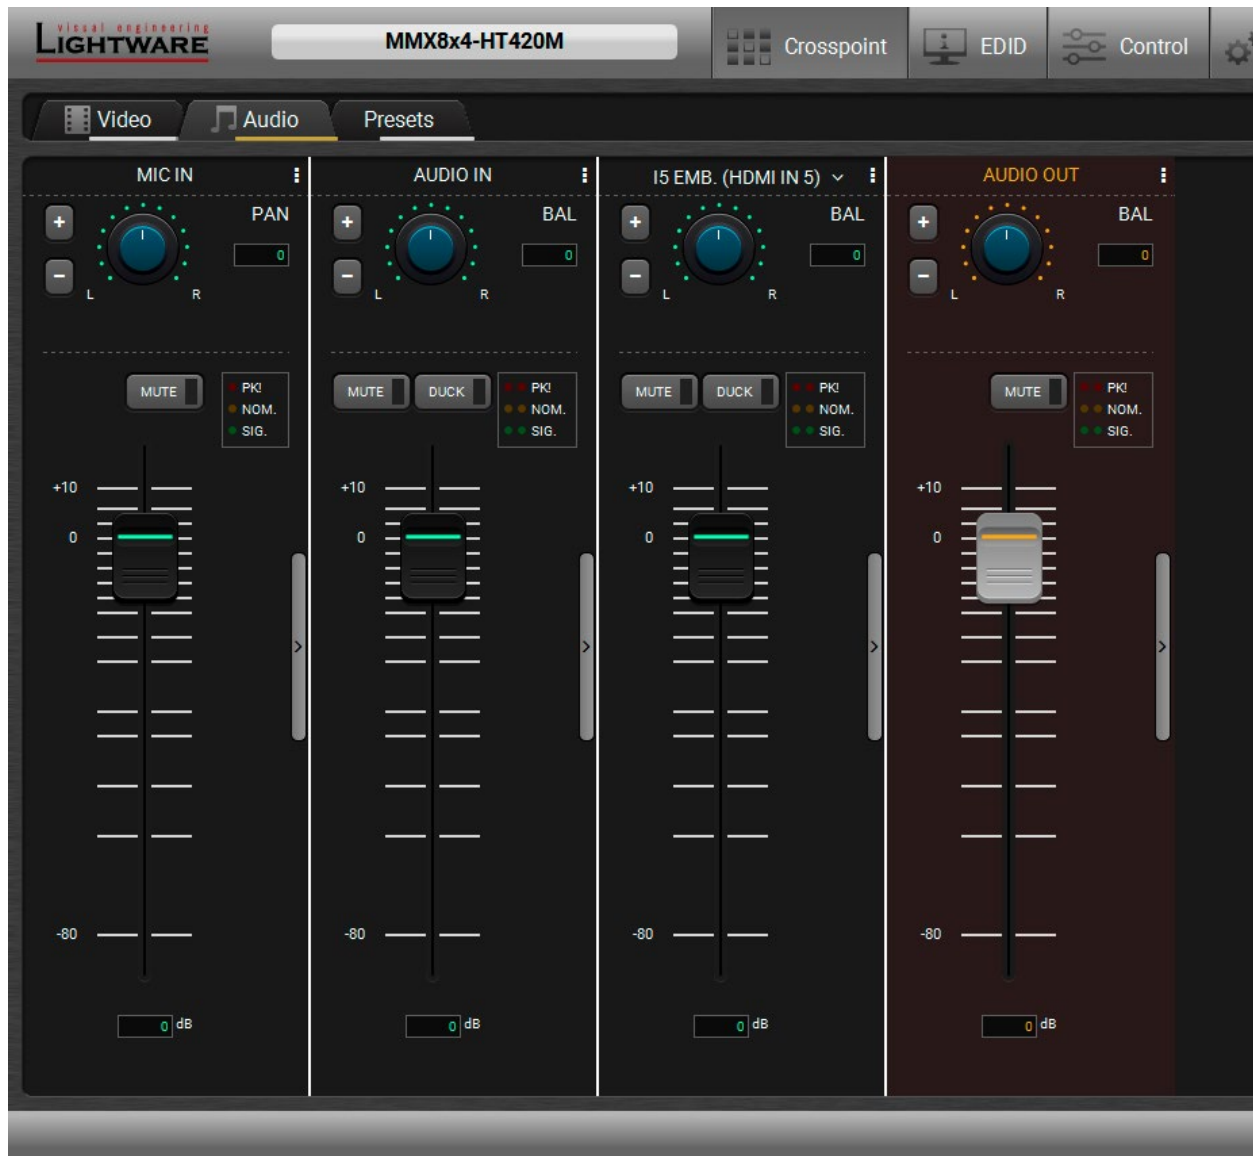 visual engineering
LIGHTWARE
MMX8x4-HT420M
Crosspoint
EDID
Control
Video
Audio
Presets
MIC IN
PAN
0
+
−
L
R
MUTE
PK!
NOM.
SIG.
+10
0
-80
0 dB
AUDIO IN
BAL
0
+
−
L
R
MUTE
DUCK
PK!
NOM.
SIG.
+10
0
-80
0 dB
I5 EMB. (HDMI IN 5)
BAL
0
+
−
L
R
MUTE
DUCK
PK!
NOM.
SIG.
+10
0
-80
0 dB
AUDIO OUT
BAL
0
+
−
L
R
MUTE
PK!
NOM.
SIG.
+10
0
-80
0 dB